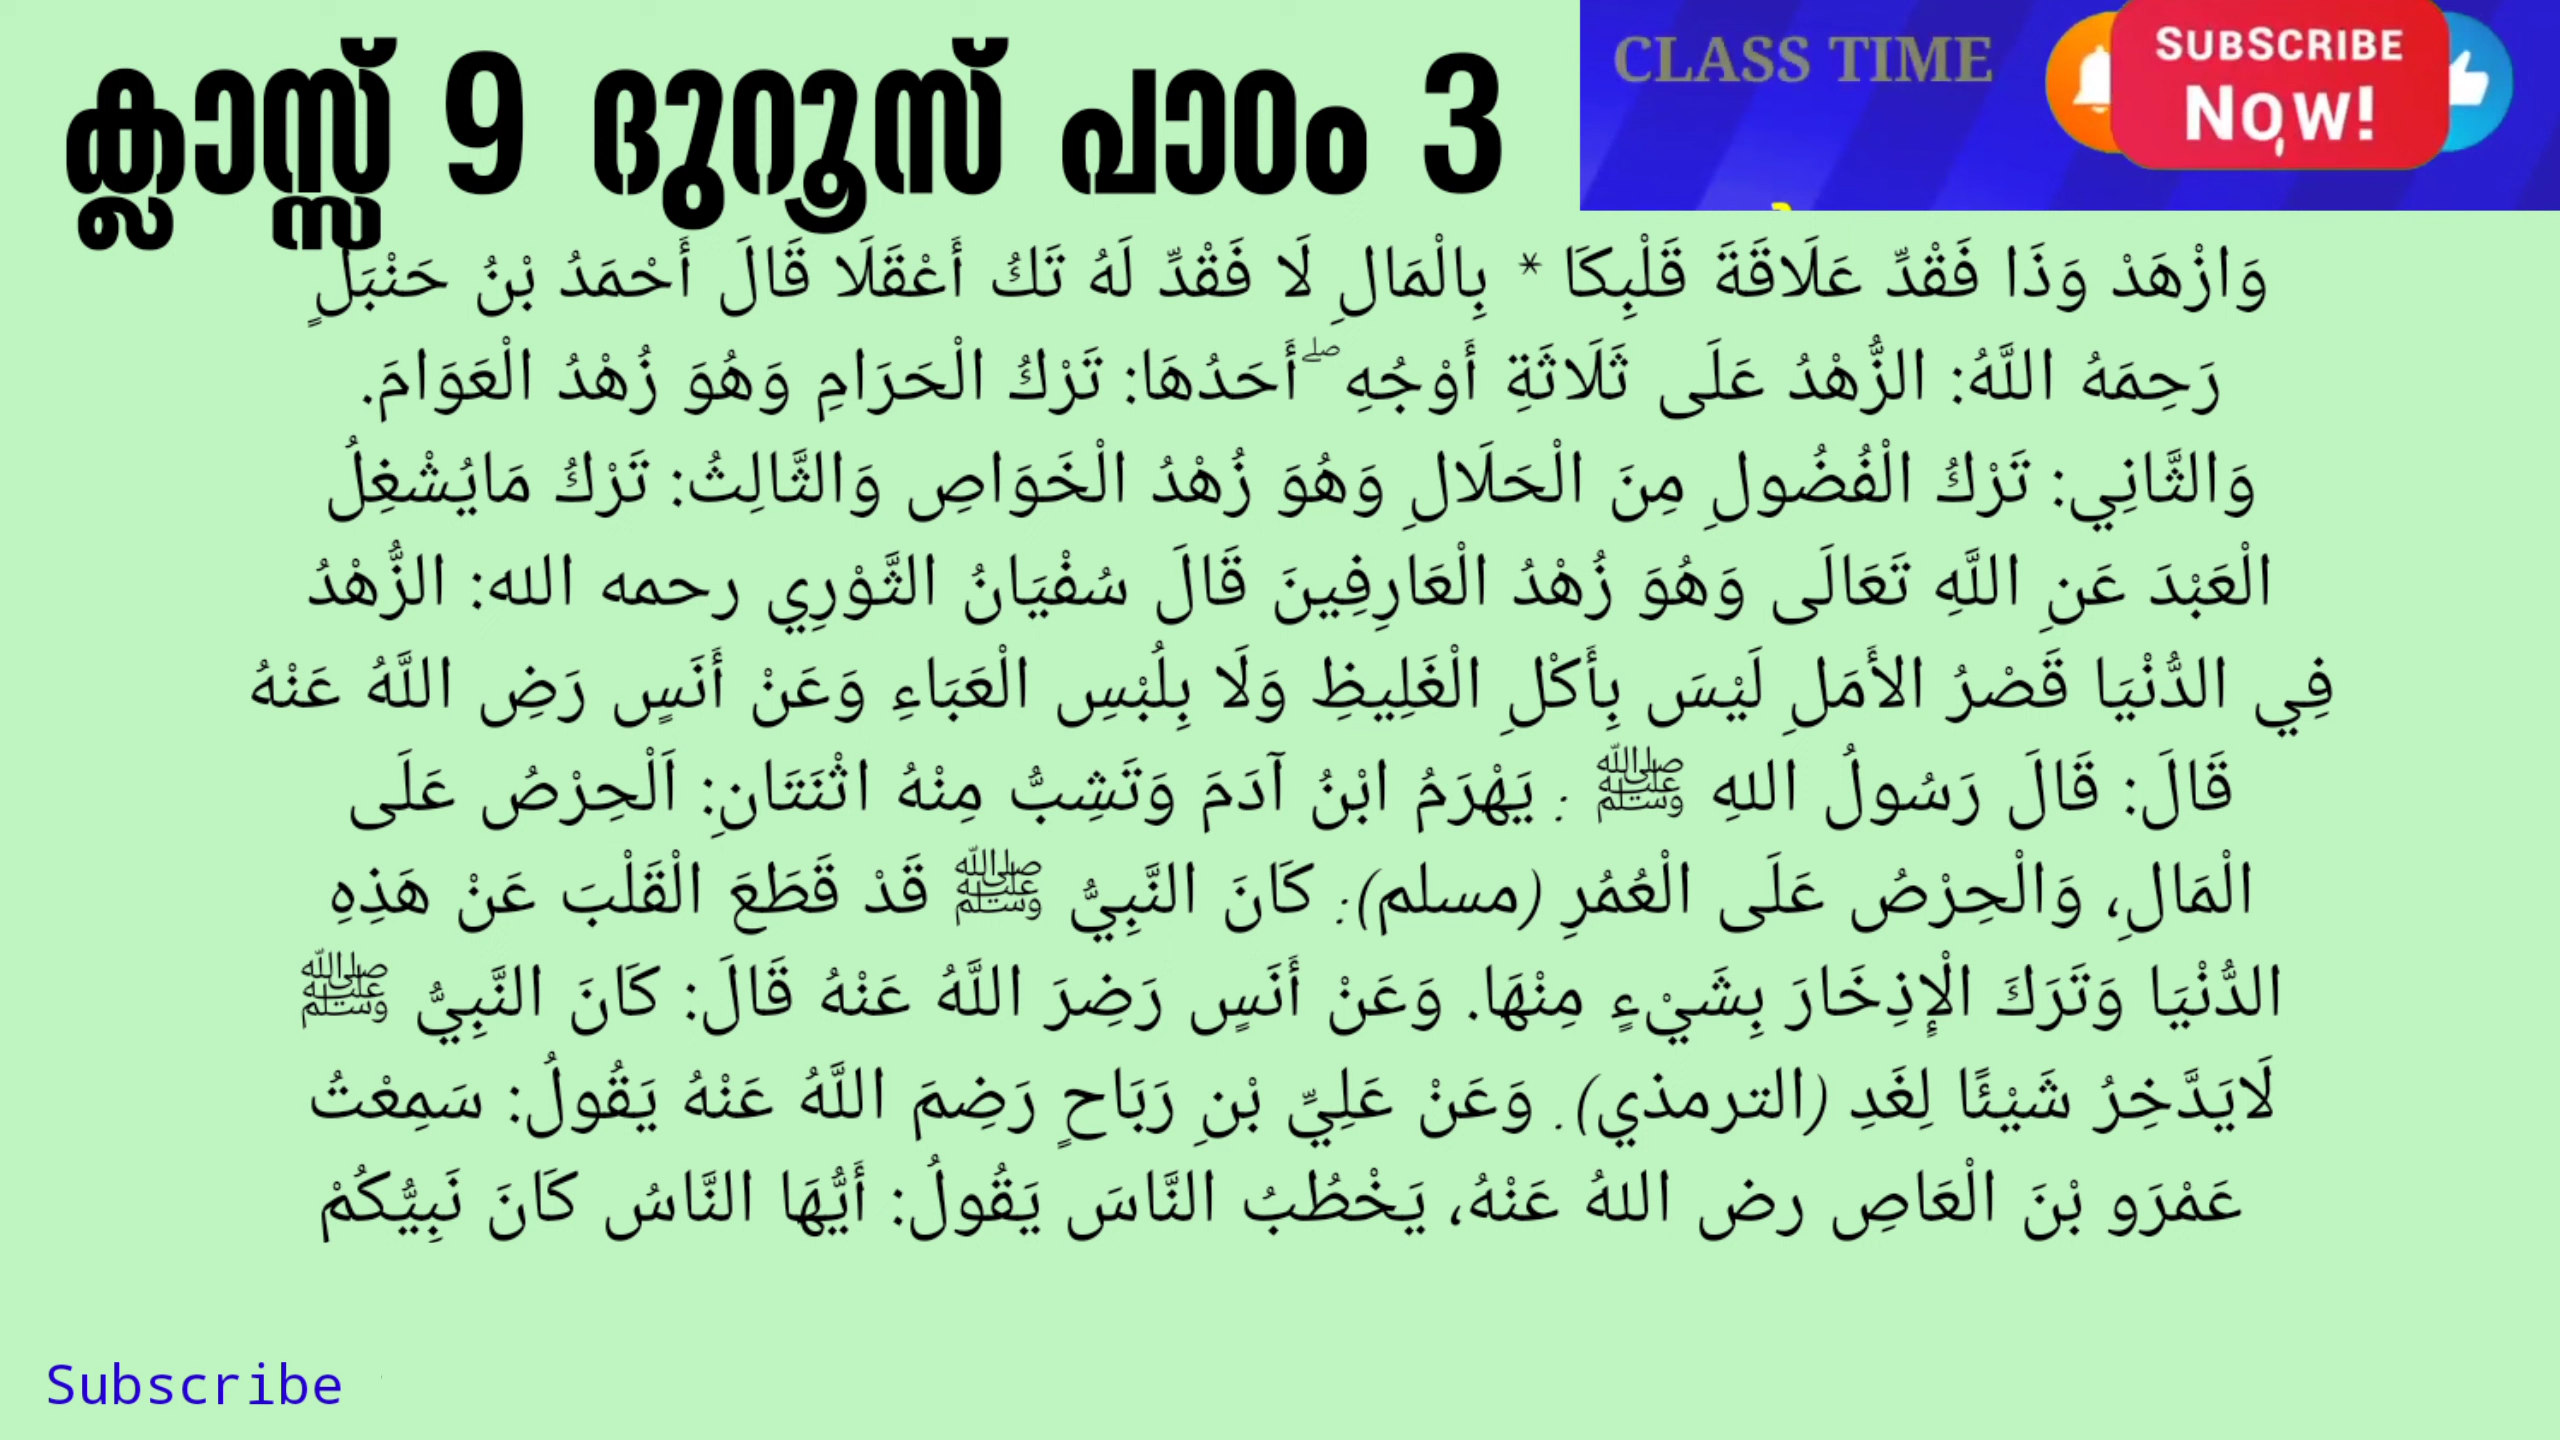 ക്ലാസ്സ് 9 ദുറൂസ് പാഠം 3
CLASS TIME
SUBSCRIBE
NOW!
وَازْهَدْ وَذَا فَقْدِّ عَلَاقَةَ قَلْبِكَا * بِالْمَالِ لَا فَقْدِّ لَهُ تَكُ أَعْقَلَا قَالَ أَحْمَدُ بْنُ حَنْبَلٍ
رَحِمَهُ اللَّهُ: الزُّهْدُ عَلَى ثَلَاثَةِ أَوْجُهِ ۖ أَحَدُهَا: تَرْكُ الْحَرَامِ وَهُوَ زُهْدُ الْعَوَامَ.
وَالثَّانِي: تَرْكُ الْفُضُولِ مِنَ الْحَلَالِ وَهُوَ زُهْدُ الْخَوَاصِ وَالثَّالِثُ: تَرْكُ مَايُشْغِلُ
الْعَبْدَ عَنِ اللَّهِ تَعَالَى وَهُوَ زُهْدُ الْعَارِفِينَ قَالَ سُفْيَانُ الثَّوْرِي رحمه الله: الزُّهْدُ
فِي الدُّنْيَا قَصْرُ الأَمَلِ لَيْسَ بِأَكْلِ الْغَلِيظِ وَلَا بِلُبْسِ الْعَبَاءِ وَعَنْ أَنَسٍ رَضِ اللَّهُ عَنْهُ
قَالَ: قَالَ رَسُولُ اللهِ ﷺ : يَهْرَمُ ابْنُ آدَمَ وَتَشِبُّ مِنْهُ اثْنَتَانِ: اَلْحِرْصُ عَلَى
الْمَالِ، وَالْحِرْصُ عَلَى الْعُمُرِ (مسلم): كَانَ النَّبِيُّ ﷺ قَدْ قَطَعَ الْقَلْبَ عَنْ هَذِهِ
الدُّنْيَا وَتَرَكَ الْإِذِخَارَ بِشَيْءٍ مِنْهَا. وَعَنْ أَنَسٍ رَضِرَ اللَّهُ عَنْهُ قَالَ: كَانَ النَّبِيُّ ﷺ
لَايَدَّخِرُ شَيْئًا لِغَدِ (الترمذي). وَعَنْ عَلِيِّ بْنِ رَبَاحٍ رَضِمَ اللَّهُ عَنْهُ يَقُولُ: سَمِعْتُ
عَمْرَو بْنَ الْعَاصِ رض اللهُ عَنْهُ، يَخْطُبُ النَّاسَ يَقُولُ: أَيُّهَا النَّاسُ كَانَ نَبِيُّكُمْ
Subscribe